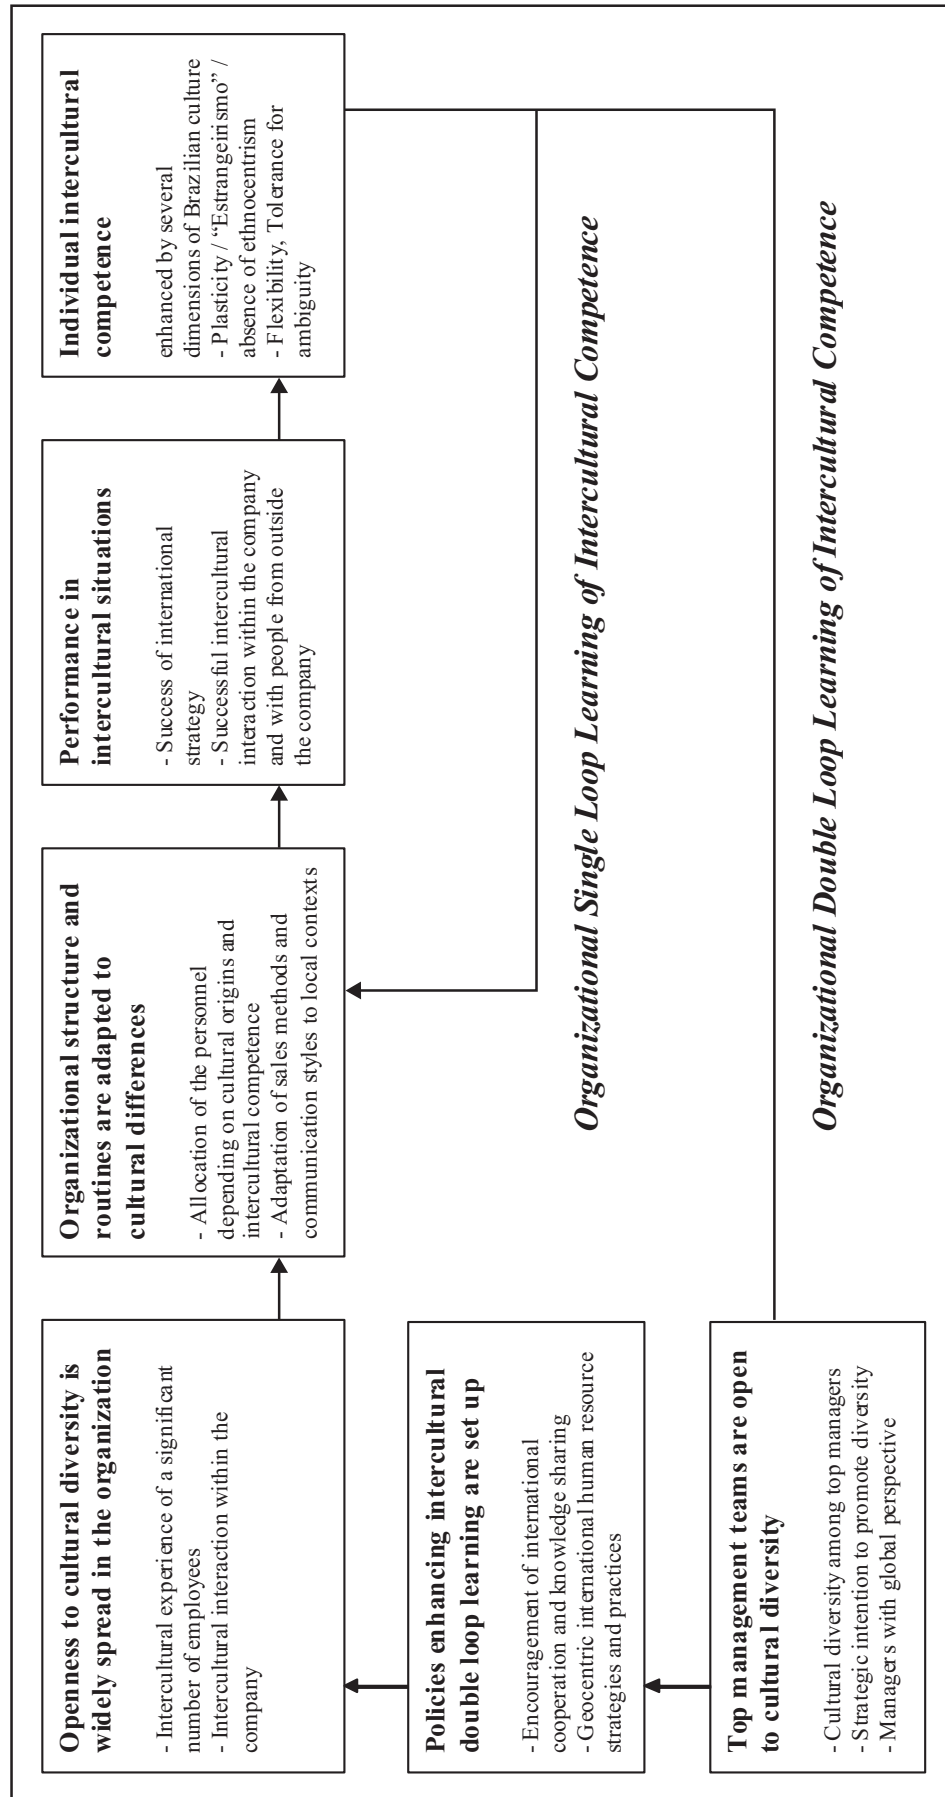 Openness to cultural diversity is
widely spread in the organization
- Intercultural experience of a significant
number of employees
- Intercultural interaction within the
company
Organizational structure and
routines are adapted to
cultural differences
- Allocation of the personnel
depending on cultural origins and
intercultural competence
- Adaptation of sales methods and
communication styles to local contexts
Performance in
intercultural situations
- Success of international
strategy
- Successful intercultural
interaction within the company
and with people from outside
the company
Individual intercultural
competence
enhanced by several
dimensions of Brazilian culture
- Plasticity / “Estrangeirismo” /
absence of ethnocentrism
- Flexibility, Tolerance for
ambiguity
Policies enhancing intercultural
double loop learning are set up
- Encouragement of international
cooperation and knowledge sharing
- Geocentric international human resource
strategies and practices
Organizational Single Loop Learning of Intercultural Competence
Top management teams are open
to cultural diversity
- Cultural diversity among top managers
- Strategic intention to promote diversity
- Managers with global perspective
Organizational Double Loop Learning of Intercultural Competence